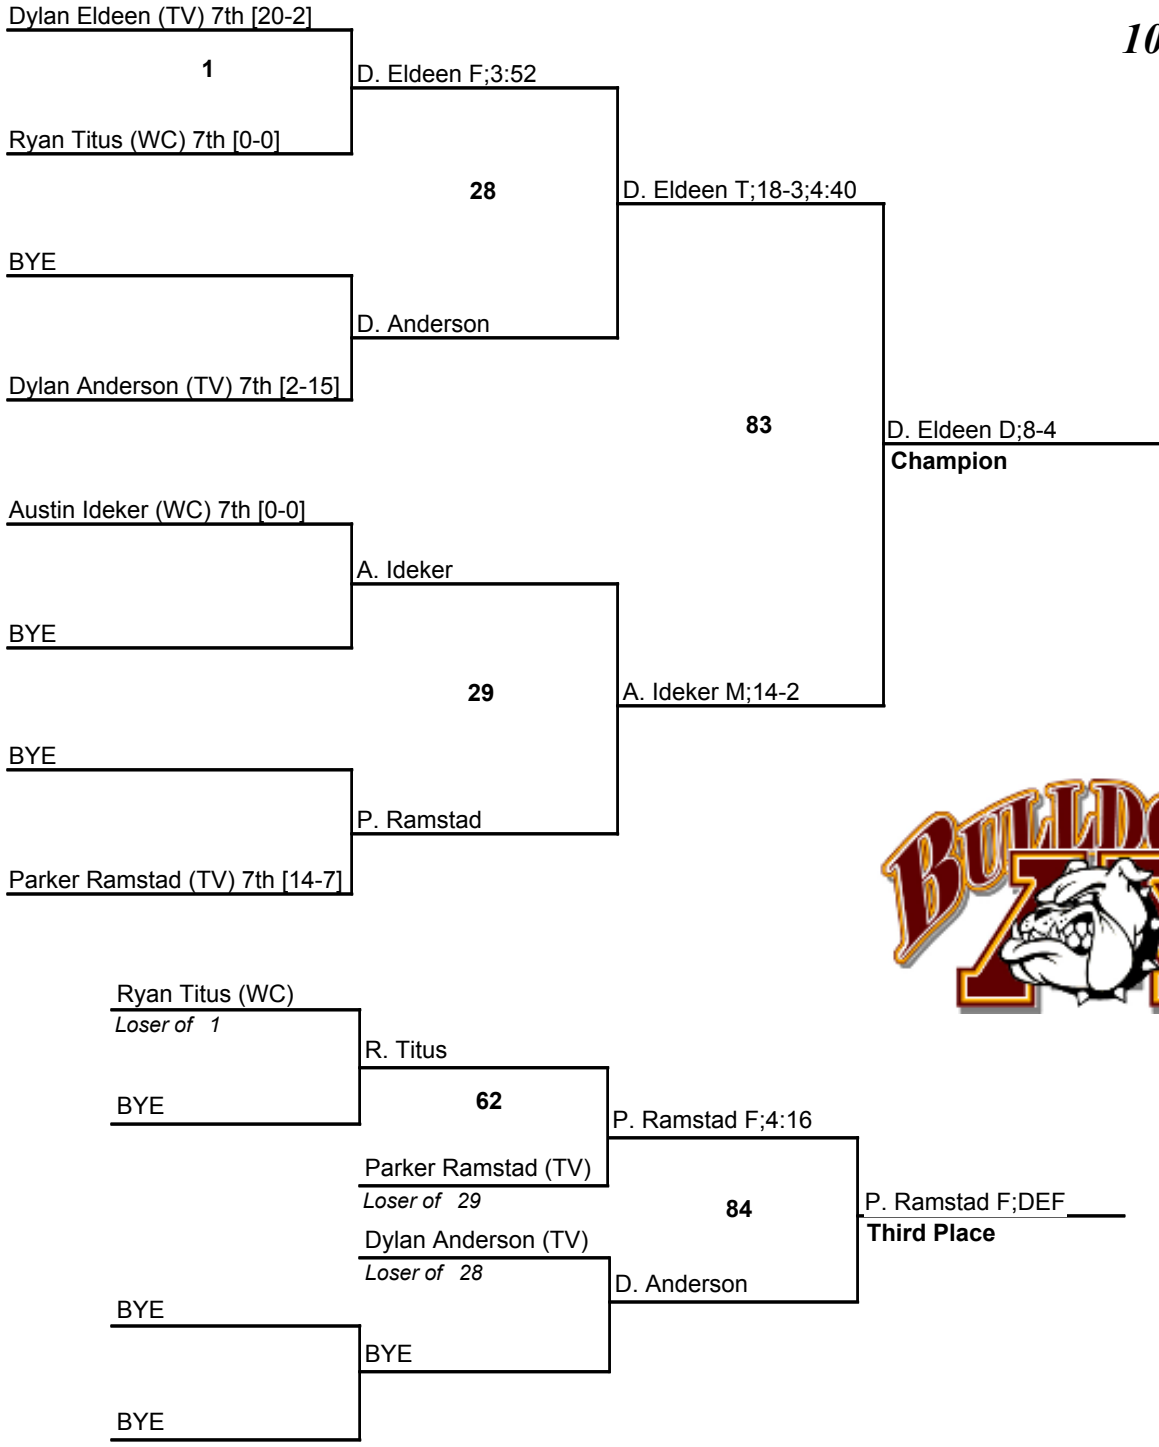 Dylan Eldeen (TV) 7th [20-2]
10
1
D. Eldeen F;3:52
Ryan Titus (WC) 7th [0-0]
28
D. Eldeen T;18-3;4:40
BYE
D. Anderson
Dylan Anderson (TV) 7th [2-15]
83
D. Eldeen D;8-4
Champion
Austin Ideker (WC) 7th [0-0]
A. Ideker
BYE
29
A. Ideker M;14-2
BYE
P. Ramstad
Parker Ramstad (TV) 7th [14-7]
Ryan Titus (WC)
Loser of 1
R. Titus
BYE
62
P. Ramstad F;4:16
Parker Ramstad (TV)
Loser of 29
84
P. Ramstad F;DEF
Third Place
Dylan Anderson (TV)
Loser of 28
D. Anderson
BYE
BYE
BYE